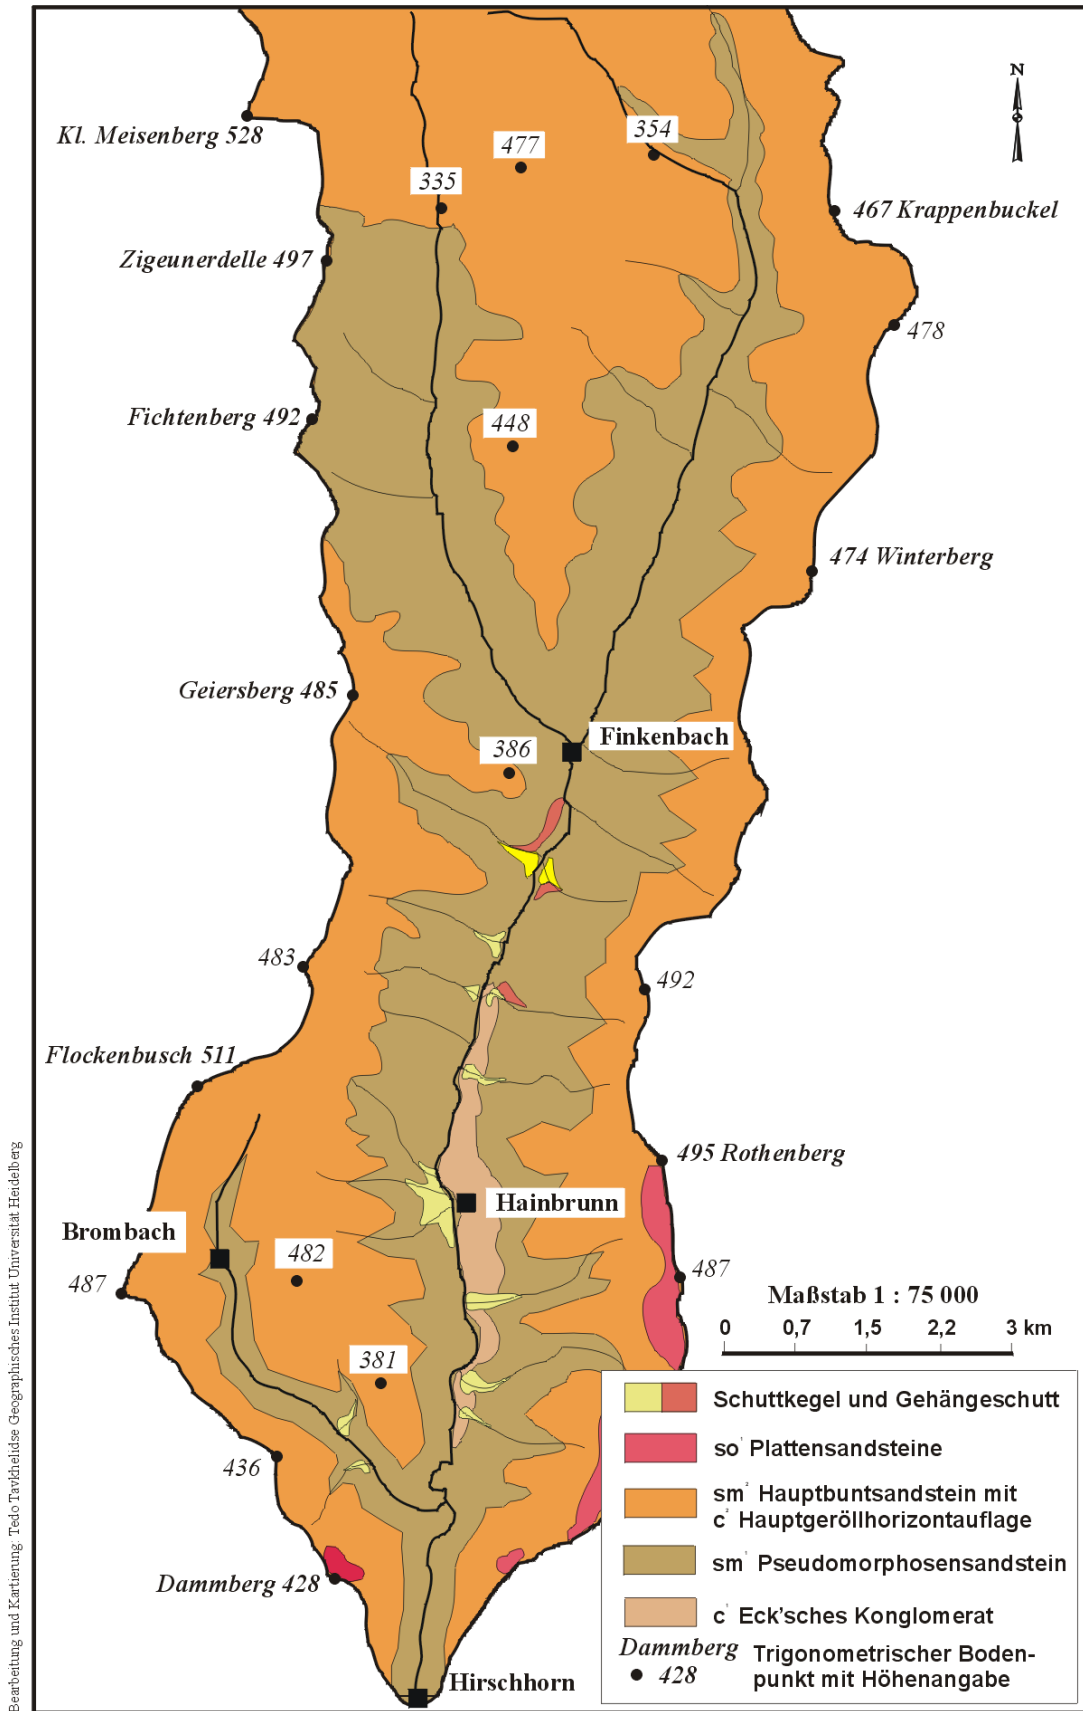 N
Kl. Meisenberg 528
477
354
335
467 Krappenbuckel
Zigeunerdelle 497
478
Fichtenberg 492
448
474 Winterberg
Geiersberg 485
Finkenbach
386
483
492
Flockenbusch 511
495 Rothenberg
Hainbrunn
Brombach
482
487
487
Maßstab 1 : 75 000
0 0,7 1,5 2,2 3 km
381
Schuttkegel und Gehängeschutt
so¹ Plattensandsteine
436
sm² Hauptbuntsandstein mit
c² Hauptgeröllhorizontauflage
sm¹ Pseudomorphosensandstein
Dammberg 428
c¹ Eck'sches Konglomerat
Dammberg
428
Trigonometrischer Boden-
punkt mit Höhenangabe
Hirschhorn
Bearbeitung und Kartierung: Tedo Tavkhelidse Geographisches Institut Universität Heidelberg